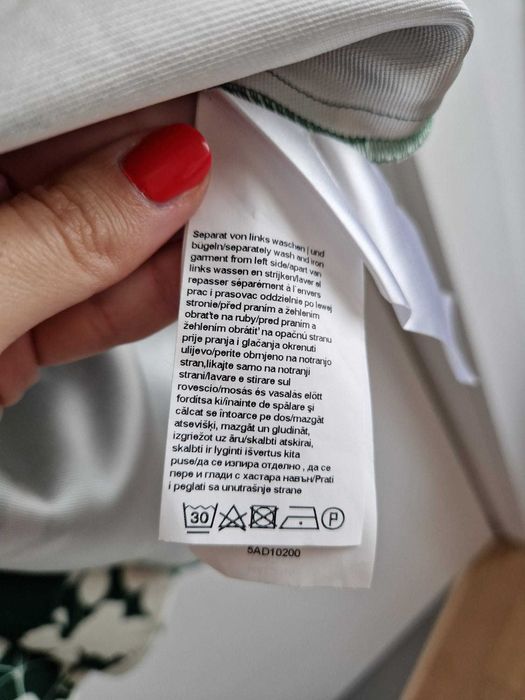 Separat von links waschen [und
bügeln/separately wash and iron
garment from left side/apart van
links wassen en strijken/laver et
repasser séparément à l'envers
prac i prasovac oddzielnie po lewej
stronie/před praním a žehlením
obraťte na ruby/pred praním a
žehlením obrátiť na opačnú stranu
prije pranja i glačanja okrenuti
ulijevo/perite obrnjeno na notranjo
stran,likajte samo na notranji
strani/lavare e stirare sul
rovescio/mosás és vasalás előtt
fordítsa ki/inainte de spălare şi
călcat se întoarce pe dos/mazgāt
atsevišķi, mazgāt un gludināt,
izgriežot uz āru/skalbti atskirai,
skalbti ir lyginti išvertus kita
puse/да се изпира отделно , да се
пере и глади с хастара навън/Prati
i peglati sa unutrašnje strane
30 P
5AD10200